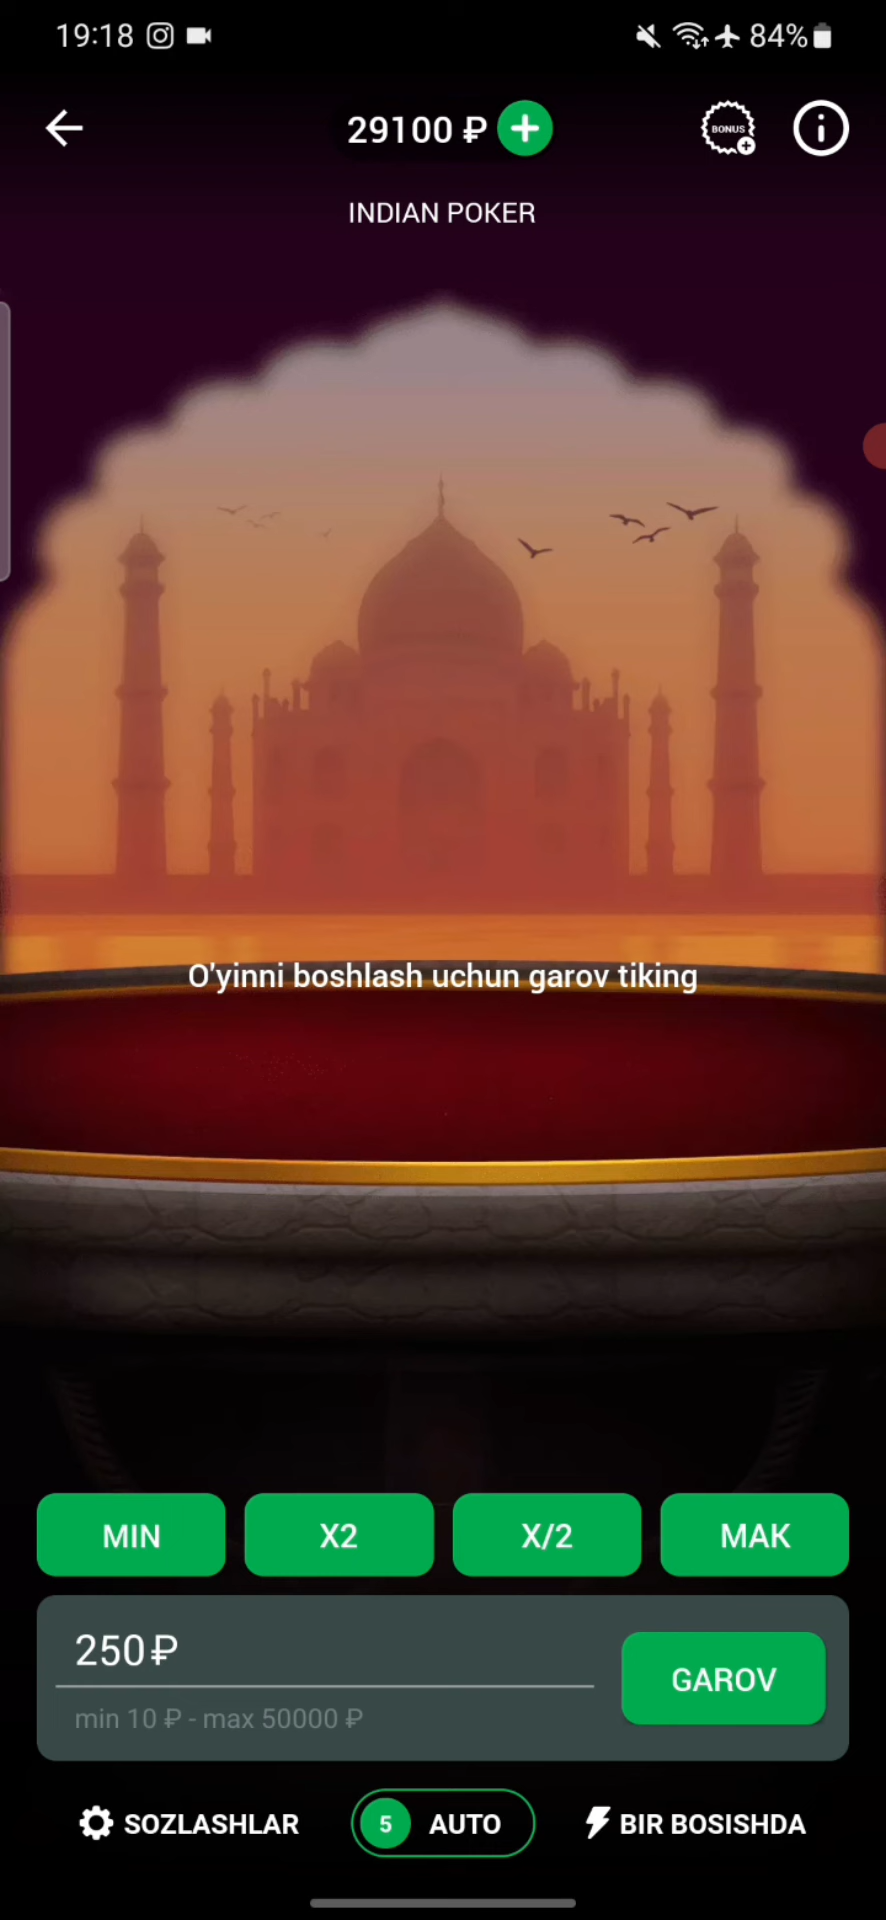 19:18 84%
29100 ₽
BONUS
INDIAN POKER
O'yinni boshlash uchun garov tiking
MIN X2 X/2 MAK
250₽
GAROV
min 10 ₽ - max 50000 ₽
SOZLASHLAR 5 AUTO BIR BOSISHDA